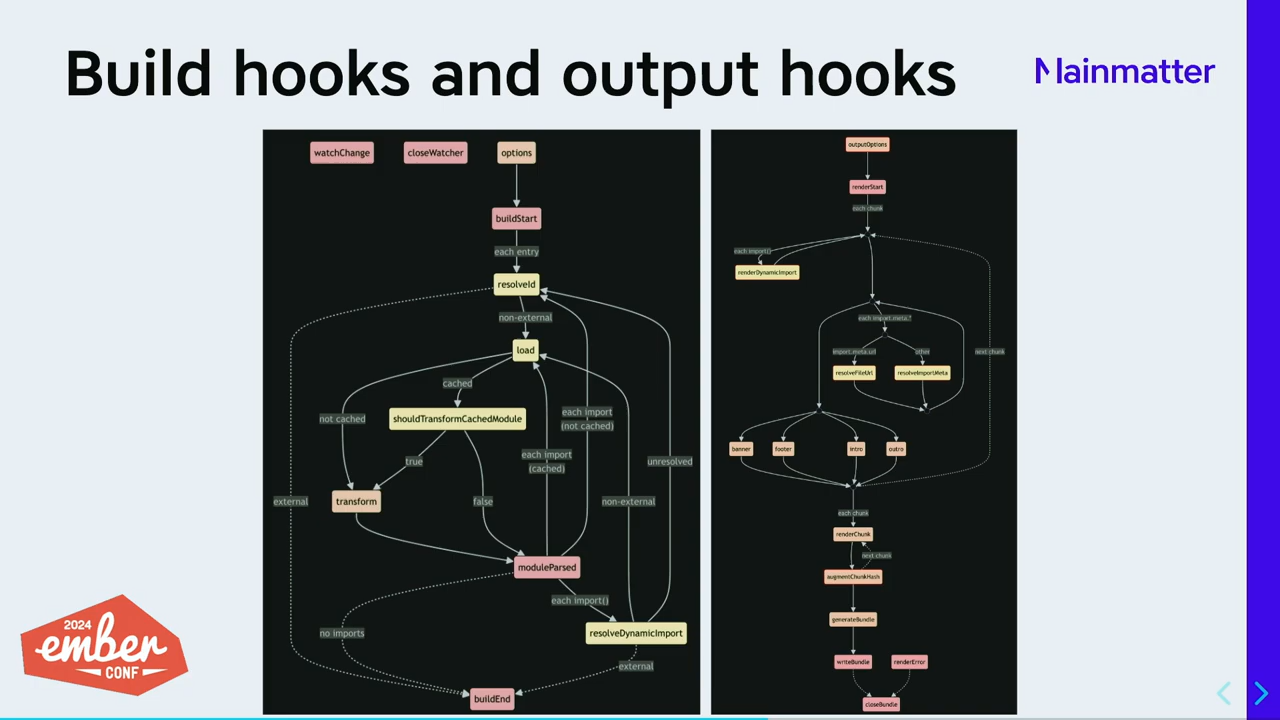 Build hooks and output hooks
Mainmatter
watchChange
closeWatcher
options
buildStart
each entry
resolveId
non-external
load
cached
not cached
shouldTransformCachedModule
each import
(not cached)
true
each import
(cached)
unresolved
external
transform
false
non-external
moduleParsed
each import()
no imports
resolveDynamicImport
external
buildEnd
outputOptions
renderStart
each chunk
each import()
renderDynamicImport
each import.meta.*
import.meta.url
other
next chunk
resolveFileUrl
resolveImportMeta
banner
footer
intro
outro
each chunk
renderChunk
next chunk
augmentChunkHash
generateBundle
writeBundle
renderError
closeBundle
2024
ember
CONF